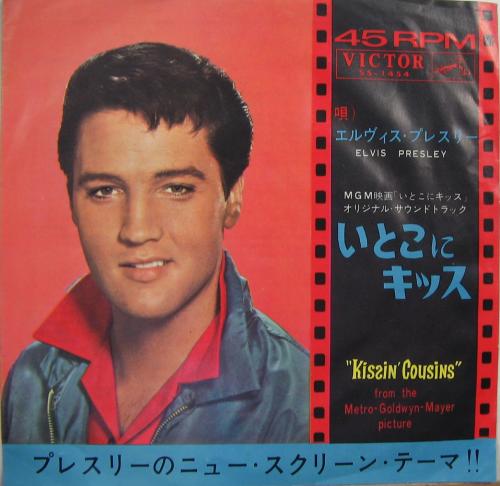 45 RPM
VICTOR
SS-1454
唄)
エルヴィス・プレスリー
ELVIS PRESLEY
MGM映画「いとこにキッス」
オリジナル・サウンドトラック
いとこに
キッス
"Kissin' Cousins"
from the
Metro-Goldwyn-Mayer
picture
プレスリーのニュー・スクリーン・テーマ!!